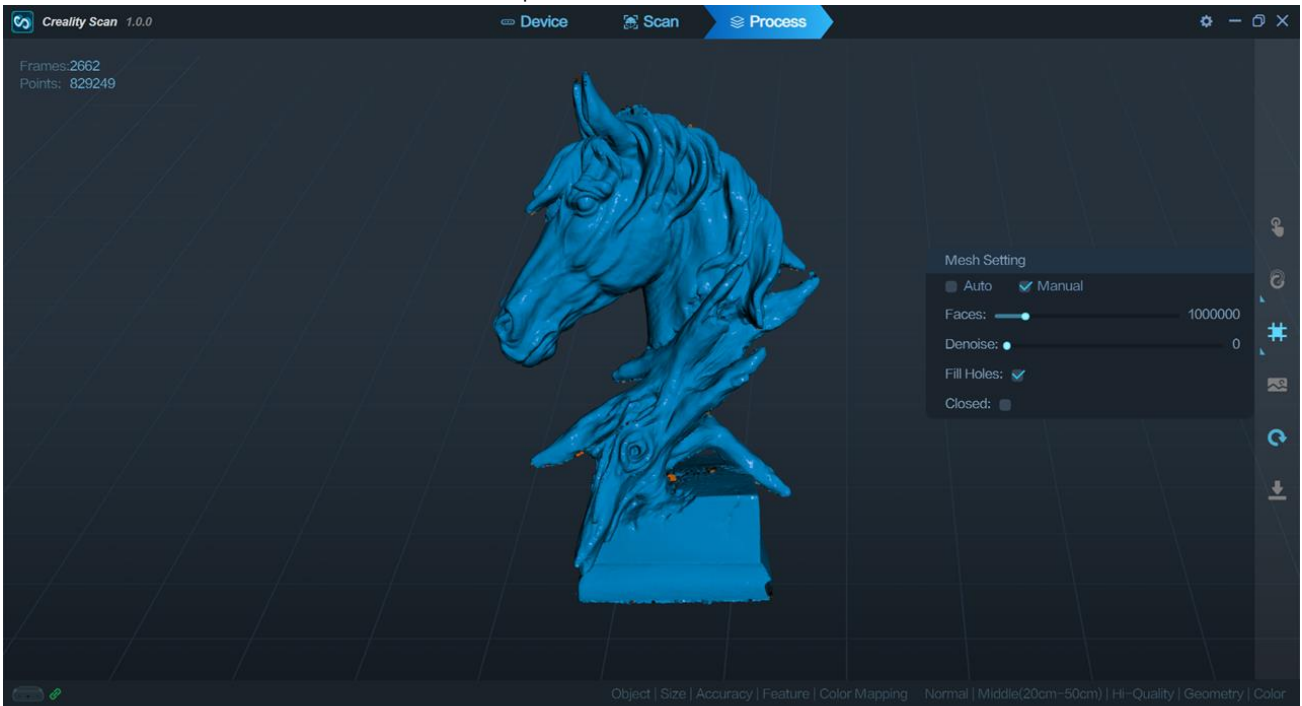 Creality Scan 1.0.0
Device
Scan
Process
Frames:2662
Points: 829249
Mesh Setting
Auto Manual
Faces: 1000000
Denoise: 0
Fill Holes:
Closed:
Object | Size | Accuracy | Feature | Color Mapping Normal | Middle(20cm-50cm) | Hi-Quality | Geometry | Color